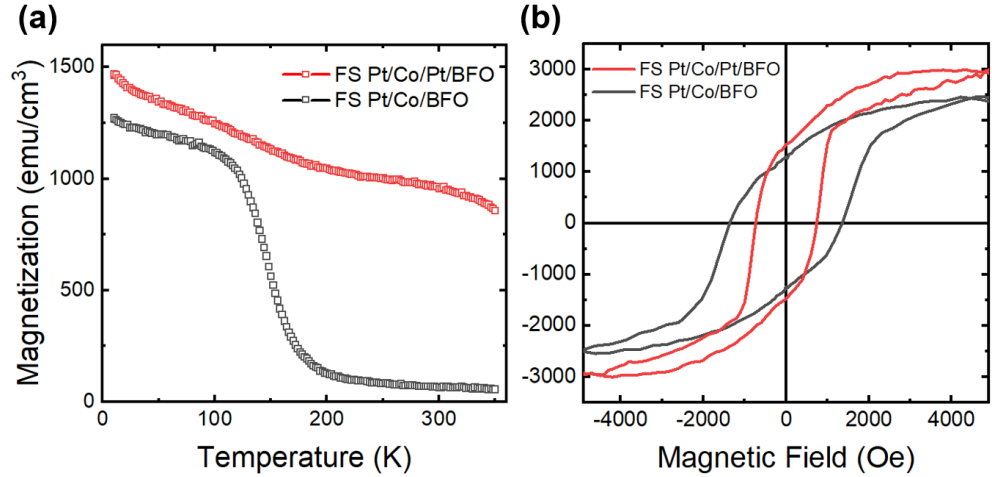 (a)
Magnetization (emu/cm³)
1500
1000
500
0
0
100
200
300
Temperature (K)
FS Pt/Co/Pt/BFO
FS Pt/Co/BFO
(b)
3000
2000
1000
0
-1000
-2000
-3000
-4000
-2000
0
2000
4000
Magnetic Field (Oe)
FS Pt/Co/Pt/BFO
FS Pt/Co/BFO